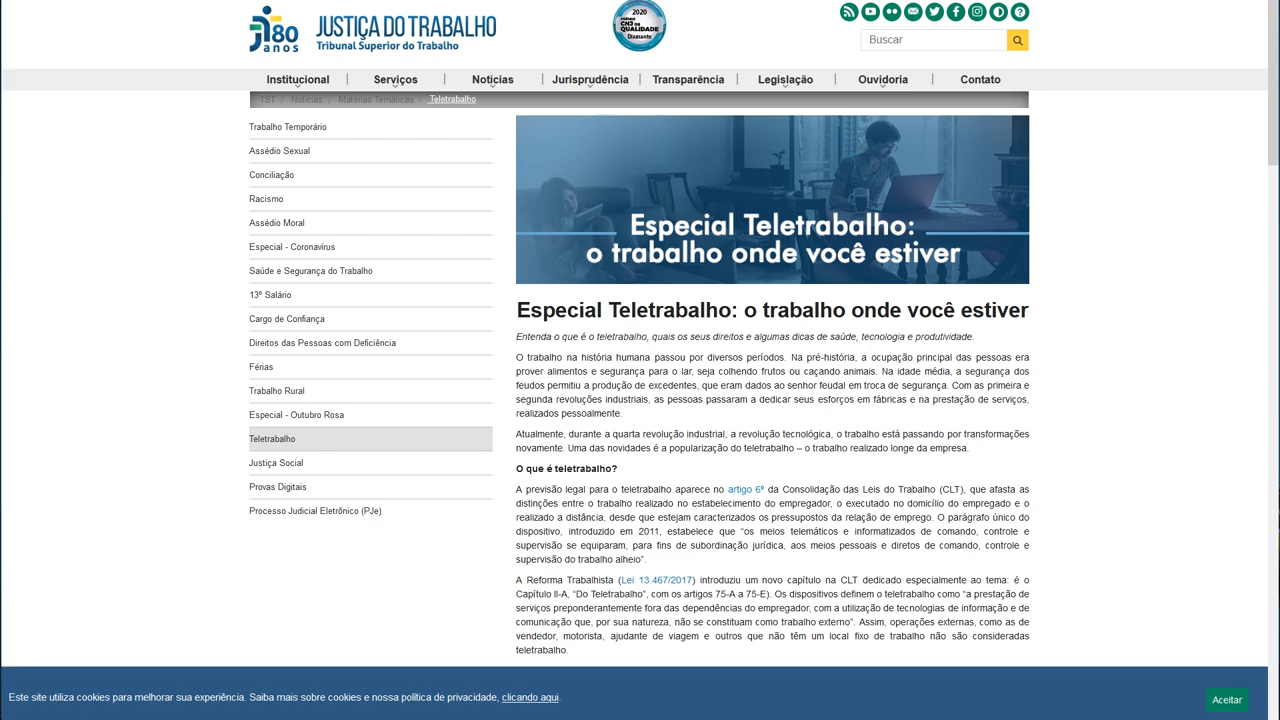 80
anos
JUSTIÇA DO TRABALHO
Tribunal Superior do Trabalho
2020
PRÊMIO
CNJ DE
QUALIDADE
Diamante
Buscar
Institucional | Serviços | Notícias | Jurisprudência | Transparência | Legislação | Ouvidoria | Contato
TST / Notícias / Matérias Temáticas / Teletrabalho
Trabalho Temporário
Assédio Sexual
Conciliação
Racismo
Assédio Moral
Especial - Coronavírus
Saúde e Segurança do Trabalho
13º Salário
Cargo de Confiança
Direitos das Pessoas com Deficiência
Férias
Trabalho Rural
Especial - Outubro Rosa
Teletrabalho
Justiça Social
Provas Digitais
Processo Judicial Eletrônico (PJe)
Especial Teletrabalho:
o trabalho onde você estiver
Especial Teletrabalho: o trabalho onde você estiver
Entenda o que é o teletrabalho, quais os seus direitos e algumas dicas de saúde, tecnologia e produtividade.
O trabalho na história humana passou por diversos períodos. Na pré-história, a ocupação principal das pessoas era
prover alimentos e segurança para o lar, seja colhendo frutos ou caçando animais. Na idade média, a segurança dos
feudos permitiu a produção de excedentes, que eram dados ao senhor feudal em troca de segurança. Com as primeira e
segunda revoluções industriais, as pessoas passaram a dedicar seus esforços em fábricas e na prestação de serviços,
realizados pessoalmente.
Atualmente, durante a quarta revolução industrial, a revolução tecnológica, o trabalho está passando por transformações
novamente. Uma das novidades é a popularização do teletrabalho – o trabalho realizado longe da empresa.
O que é teletrabalho?
A previsão legal para o teletrabalho aparece no artigo 6º da Consolidação das Leis do Trabalho (CLT), que afasta as
distinções entre o trabalho realizado no estabelecimento do empregador, o executado no domicílio do empregado e o
realizado a distância, desde que estejam caracterizados os pressupostos da relação de emprego. O parágrafo único do
dispositivo, introduzido em 2011, estabelece que “os meios telemáticos e informatizados de comando, controle e
supervisão se equiparam, para fins de subordinação jurídica, aos meios pessoais e diretos de comando, controle e
supervisão do trabalho alheio”.
A Reforma Trabalhista (Lei 13.467/2017) introduziu um novo capítulo na CLT dedicado especialmente ao tema: é o
Capítulo II-A, “Do Teletrabalho”, com os artigos 75-A a 75-E). Os dispositivos definem o teletrabalho como “a prestação de
serviços preponderantemente fora das dependências do empregador, com a utilização de tecnologias de informação e de
comunicação que, por sua natureza, não se constituam como trabalho externo”. Assim, operações externas, como as de
vendedor, motorista, ajudante de viagem e outros que não têm um local fixo de trabalho não são consideradas
teletrabalho.
Este site utiliza cookies para melhorar sua experiência. Saiba mais sobre cookies e nossa política de privacidade, clicando aqui.
Aceitar